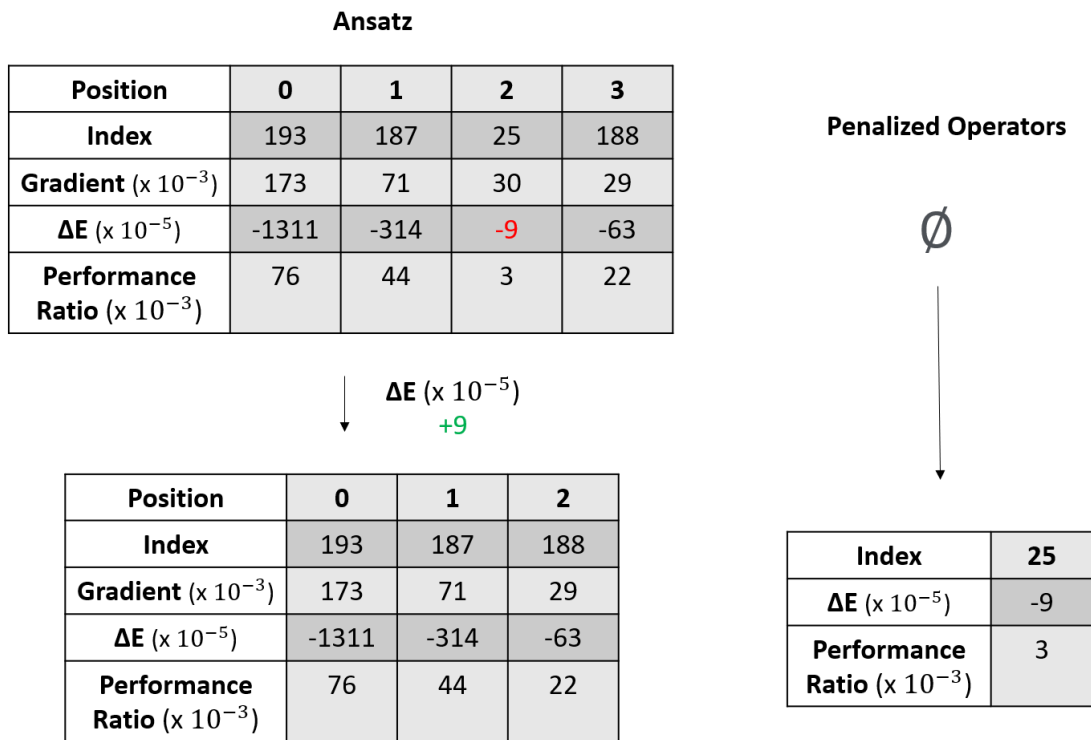 Ansatz
Position 0 1 2 3
Index 193 187 25 188
Gradient (x 10⁻³) 173 71 30 29
ΔE (x 10⁻⁵) -1311 -314 -9 -63
Performance 76 44 3 22
Ratio (x 10⁻³)
Penalized Operators
∅
ΔE (x 10⁻⁵)
+9
Position 0 1 2
Index 193 187 188
Gradient (x 10⁻³) 173 71 29
ΔE (x 10⁻⁵) -1311 -314 -63
Performance 76 44 22
Ratio (x 10⁻³)
Index 25
ΔE (x 10⁻⁵) -9
Performance 3
Ratio (x 10⁻³)